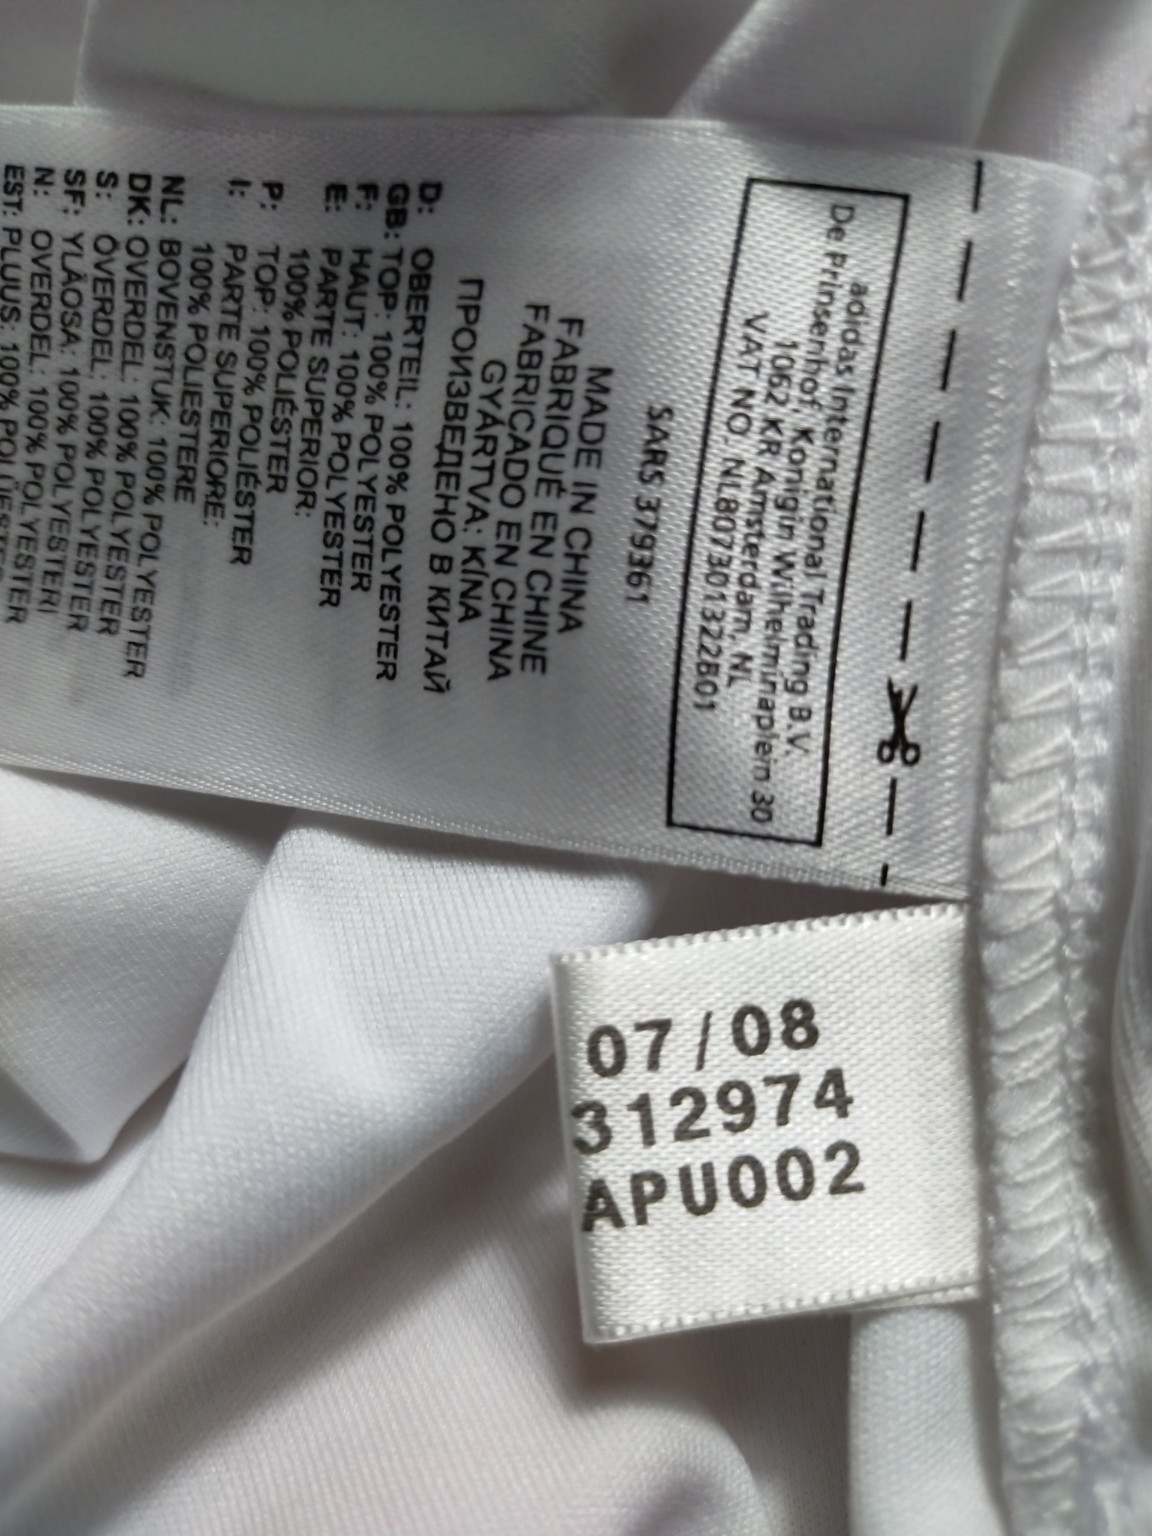 adidas International Trading B.V.
De Prinsenhof, Konigin Wilhelminaplein 30
1062 KR Amsterdam, NL
VAT NO. NL807301322B01
SARS 379361
MADE IN CHINA
FABRIQUÉ EN CHINE
FABRICADO EN CHINA
GYÁRTVA: KÍNA
ПРОИЗВЕДЕНО В КИТАЙ
D: OBERTEIL: 100% POLYESTER
GB: TOP: 100% POLYESTER
F: HAUT: 100% POLYESTER
E: PARTE SUPERIOR:
100% POLIÉSTER
P: TOP: 100% POLIÉSTER
I: PARTE SUPERIORE:
100% POLIESTERE
NL: BOVENSTUK: 100% POLYESTER
DK: OVERDEL: 100% POLYESTER
S: ÖVERDEL: 100% POLYESTER
SF: YLÄOSA: 100% POLYESTERI
N: OVERDEL: 100% POLYESTER
EST: PLUUS: 100%
07/08
312974
APU002